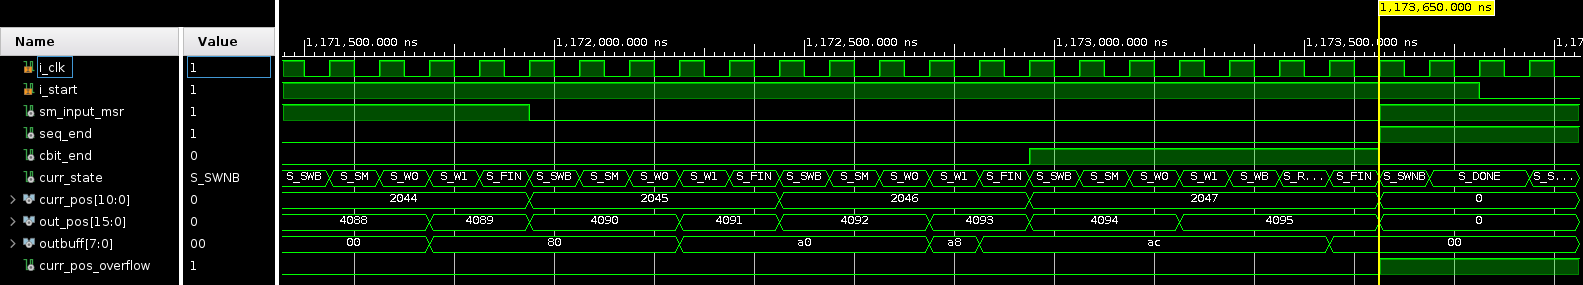 1,173,650.000 ns
Name Value 1,171,500.000 ns 1,172,000.000 ns 1,172,500.000 ns 1,173,000.000 ns 1,173,500.000 ns 1,17
i_clk 1
i_start 1
sm_input_msr 1
seq_end 1
cbit_end 0
curr_state S_SWNB S_SWB S_SM S_W0 S_W1 S_FIN S_SWB S_SM S_W0 S_W1 S_FIN S_SWB S_SM S_W0 S_W1 S_FIN S_SWB S_SM S_W0 S_W1 S_WB S_R... S_FIN S_SWNB S_DONE S_S...
curr_pos[10:0] 0 2044 2045 2046 2047 0
out_pos[15:0] 0 4088 4089 4090 4091 4092 4093 4094 4095 0
outbuff[7:0] 00 00 80 a0 a8 ac 00
curr_pos_overflow 1